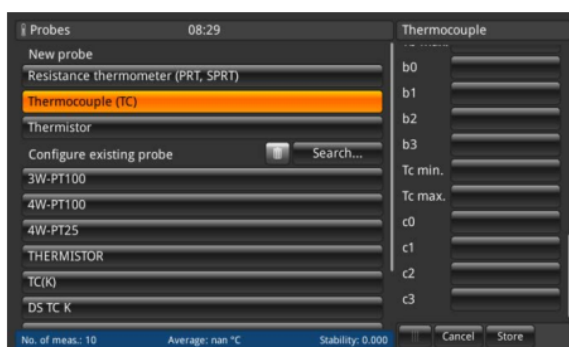 Probes
08:29
New probe
Resistance thermometer (PRT, SPRT)
Thermocouple (TC)
Thermistor
Configure existing probe
Search...
3W-PT100
4W-PT100
4W-PT25
THERMISTOR
TC(K)
DS TC K
No. of meas.: 10
Average: nan °C
Stability: 0.000
Thermocouple
b0
b1
b2
b3
Tc min.
Tc max.
c0
c1
c2
c3
Cancel
Store